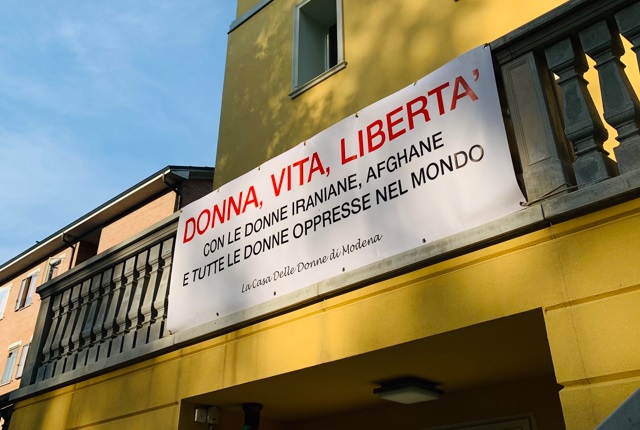 DONNA, VITA, LIBERTA'
CON LE DONNE IRANIANE, AFGHANE
E TUTTE LE DONNE OPPRESSE NEL MONDO
La Casa Delle Donne di Modena